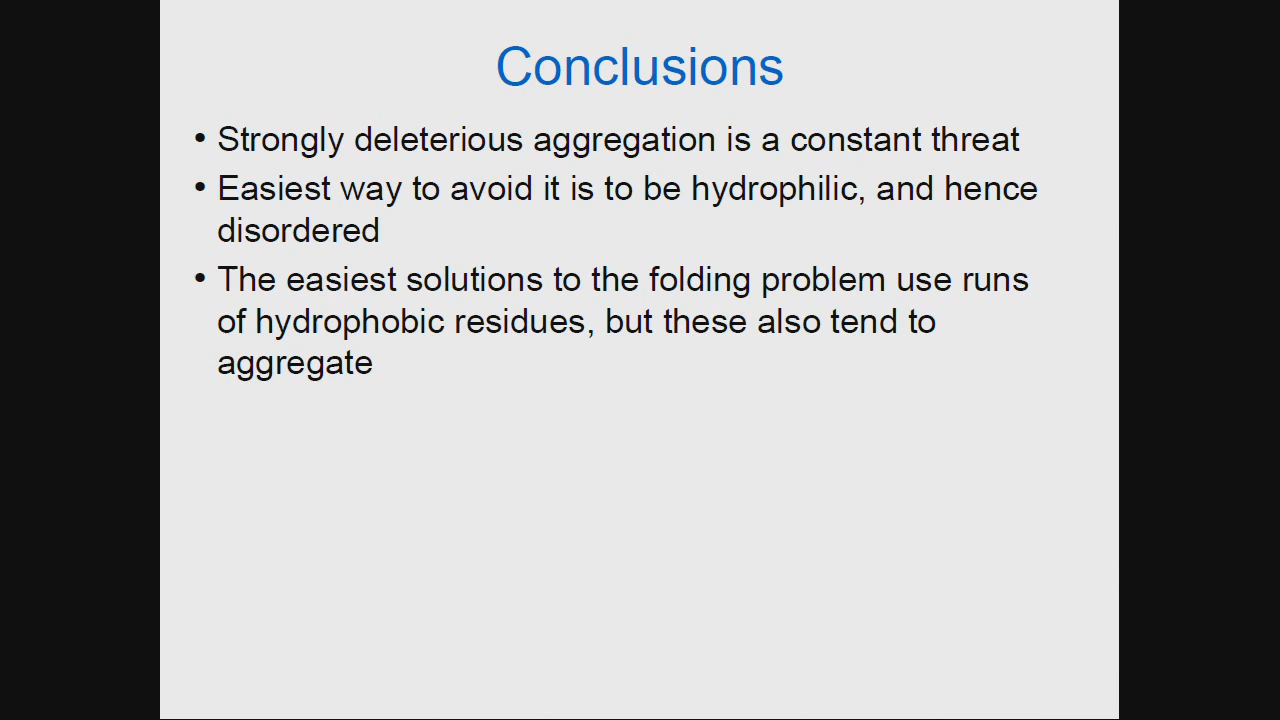 Conclusions
• Strongly deleterious aggregation is a constant threat
• Easiest way to avoid it is to be hydrophilic, and hence
disordered
• The easiest solutions to the folding problem use runs
of hydrophobic residues, but these also tend to
aggregate